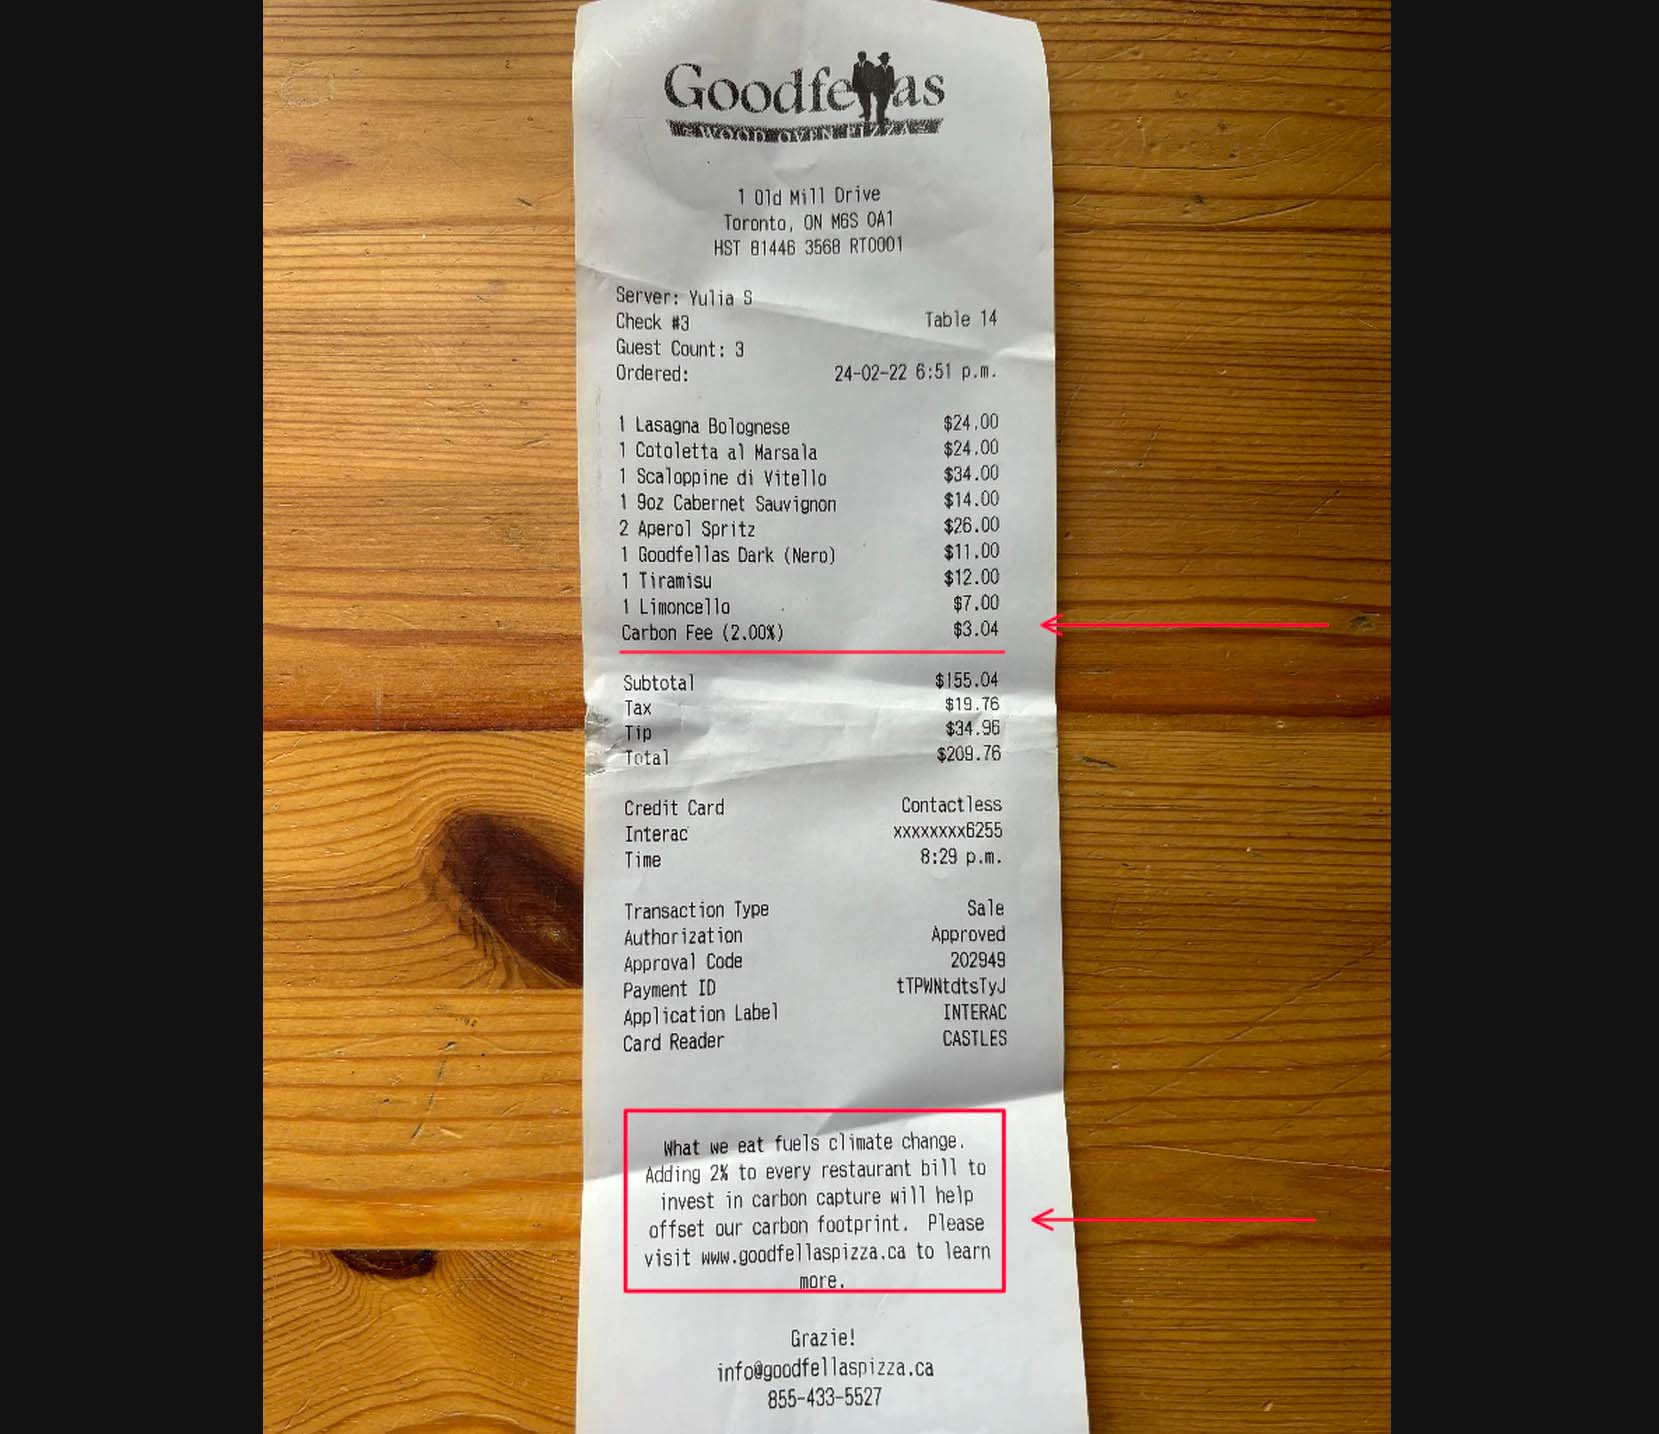 Goodfellas
WOOD OVEN PIZZA
1 Old Mill Drive
Toronto, ON M6S 0A1
HST 81446 3568 RT0001
Server: Yulia S
Check #3 Table 14
Guest Count: 3
Ordered: 24-02-22 6:51 p.m.
1 Lasagna Bolognese $24.00
1 Cotoletta al Marsala $24.00
1 Scaloppine di Vitello $34.00
1 9oz Cabernet Sauvignon $14.00
2 Aperol Spritz $26.00
1 Goodfellas Dark (Nero) $11.00
1 Tiramisu $12.00
1 Limoncello $7.00
Carbon Fee (2.00%) $3.04
Subtotal $155.04
Tax $19.76
Tip $34.96
Total $209.76
Credit Card Contactless
Interac xxxxxxxx6255
Time 8:29 p.m.
Transaction Type Sale
Authorization Approved
Approval Code 202949
Payment ID tTPWNtdtsTyJ
Application Label INTERAC
Card Reader CASTLES
What we eat fuels climate change.
Adding 2% to every restaurant bill to
invest in carbon capture will help
offset our carbon footprint. Please
visit www.goodfellaspizza.ca to learn
more.
Grazie!
info@goodfellaspizza.ca
855-433-5527